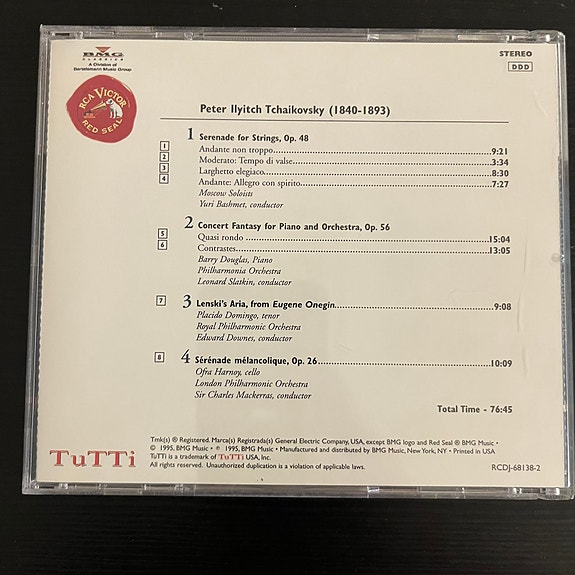 BMG
CLASSICS
A Division of
Bertelsmann Music Group
STEREO
DDD
RCA VICTOR
RED SEAL
Peter Ilyitch Tchaikovsky (1840-1893)
1 Serenade for Strings, Op. 48
1 Andante non troppo 9:21
2 Moderato: Tempo di valse 3:34
3 Larghetto elegiaco 8:30
4 Andante: Allegro con spirito 7:27
Moscow Soloists
Yuri Bashmet, conductor
2 Concert Fantasy for Piano and Orchestra, Op. 56
5 Quasi rondo 15:04
6 Contrastes 13:05
Barry Douglas, Piano
Philharmonia Orchestra
Leonard Slatkin, conductor
7 3 Lenski's Aria, from Eugene Onegin 9:08
Placido Domingo, tenor
Royal Philharmonic Orchestra
Edward Downes, conductor
8 4 Sérénade mélancolique, Op. 26 10:09
Ofra Harnoy, cello
London Philharmonic Orchestra
Sir Charles Mackerras, conductor
Total Time - 76:45
Tmk(s) ® Registered. Marca(s) Registrada(s) General Electric Company, USA, except BMG logo and Red Seal ® BMG Music •
© 1995, BMG Music • ℗ 1995, BMG Music • Manufactured and distributed by BMG Music, New York, NY • Printed in USA
TuTTi is a trademark of TuTTi USA, Inc.
All rights reserved. Unauthorized duplication is a violation of applicable laws.
TuTTi
RCDJ-68138-2